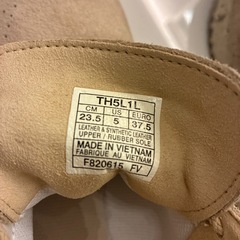 TH5L1L
CM US EURO
23.5 5 37.5
LEATHER & SYNTHETIC LEATHER
UPPER / RUBBER SOLE
MADE IN VIETNAM
FABRIQUE AU VIETNAM
F820615 FV